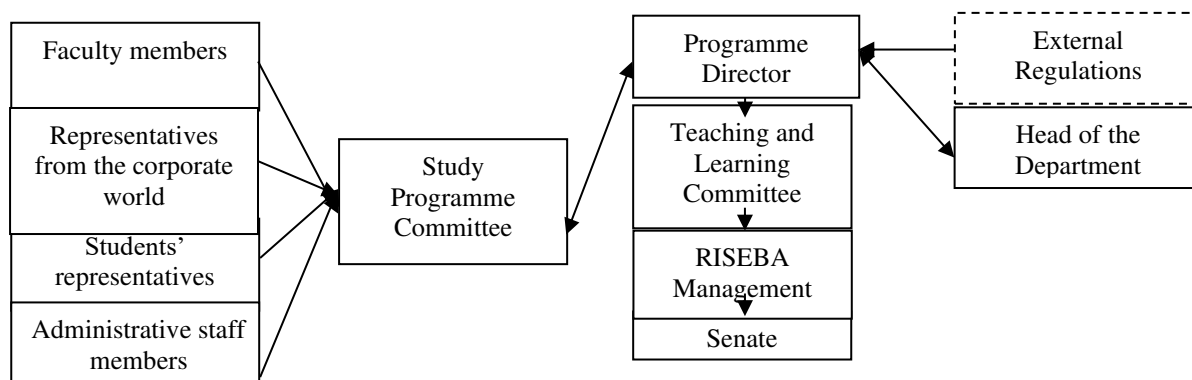 Faculty members
Representatives
from the corporate
world
Students’
representatives
Administrative staff
members
Study
Programme
Committee
Programme
Director
Teaching and
Learning
Committee
RISEBA
Management
Senate
External
Regulations
Head of the
Department